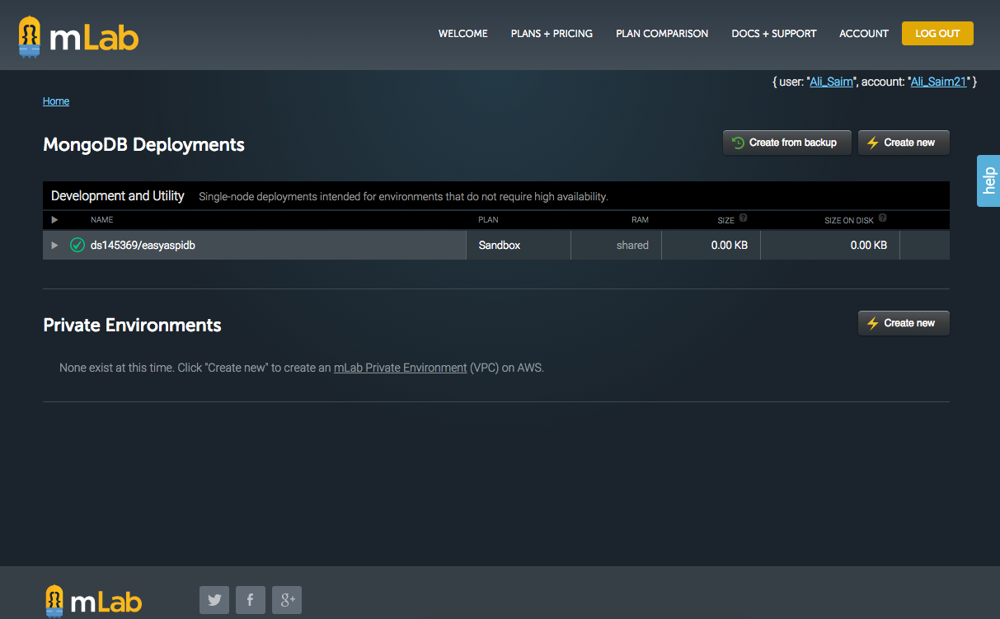 mLab
WELCOME PLANS + PRICING PLAN COMPARISON DOCS + SUPPORT ACCOUNT LOG OUT
{ user: "Ali_Saim", account: "Ali_Saim21" }
Home
MongoDB Deployments
Create from backup Create new
help
Development and Utility Single-node deployments intended for environments that do not require high availability.
NAME PLAN RAM SIZE ? SIZE ON DISK ?
ds145369/easyaspidb Sandbox shared 0.00 KB 0.00 KB
Private Environments Create new
None exist at this time. Click "Create new" to create an mLab Private Environment (VPC) on AWS.
mLab f g+